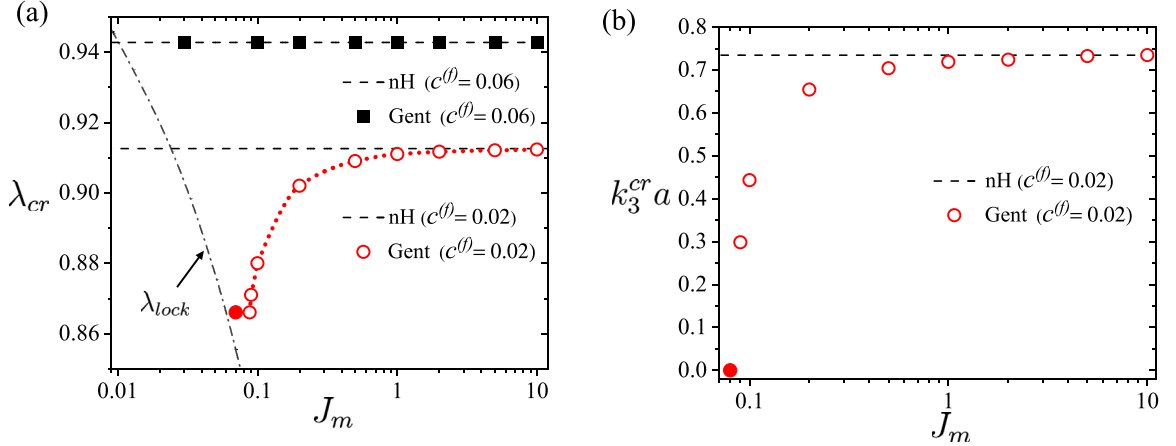 (a)
0.94
0.92
0.90
0.88
0.86
λcr
nH (c(f)= 0.06)
Gent (c(f)= 0.06)
nH (c(f)= 0.02)
Gent (c(f)= 0.02)
λlock
0.01
0.1
1
10
Jm
(b)
0.8
0.7
0.6
0.5
0.4
0.3
0.2
0.1
0.0
k3cr a
nH (c(f)= 0.02)
Gent (c(f)= 0.02)
0.1
1
10
Jm